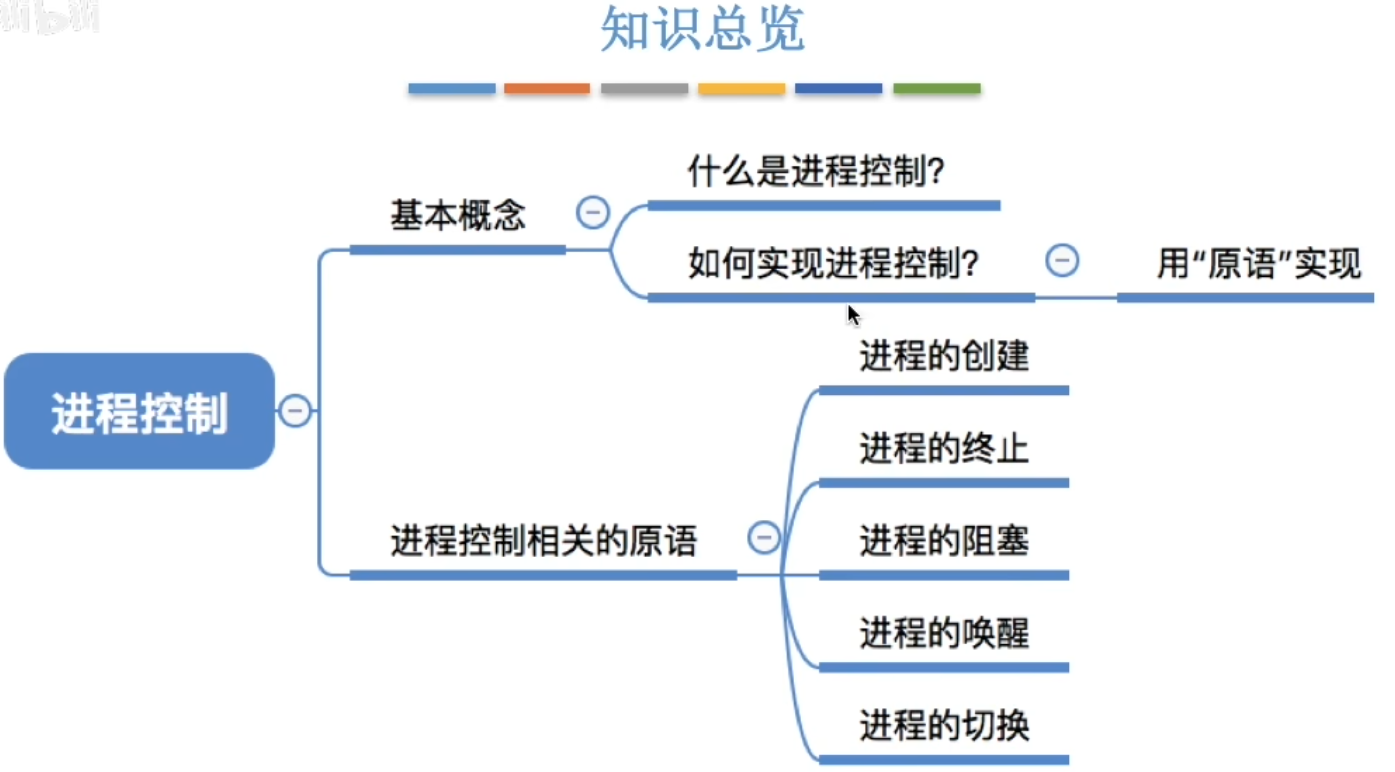 知识总览
什么是进程控制?
基本概念
如何实现进程控制?
用“原语”实现
进程控制
进程控制相关的原语
进程的创建
进程的终止
进程的阻塞
进程的唤醒
进程的切换